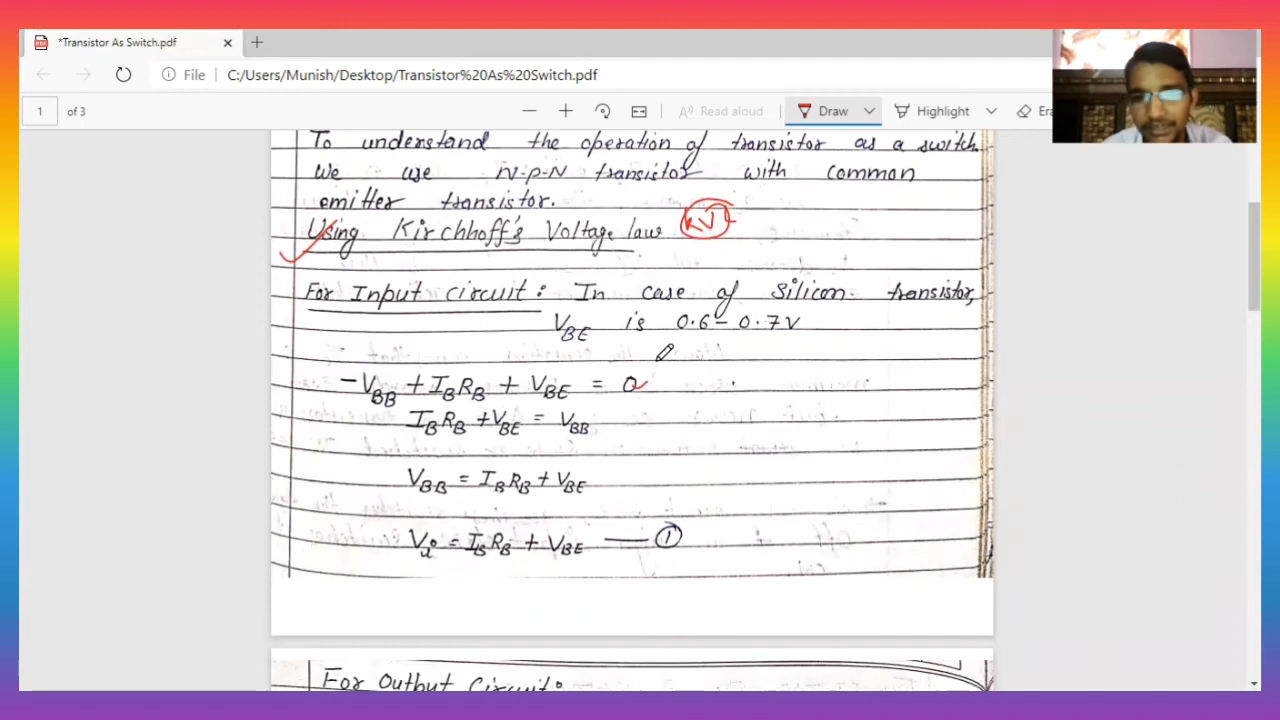 *Transistor As Switch.pdf
File C:/Users/Munish/Desktop/Transistor%20As%20Switch.pdf
1 of 3 Read aloud Draw Highlight Era
To understand the operation of transistor as a switch.
We use N-P-N transistor with common
emitter transistor.
Using Kirchhoff's Voltage law KVL
For Input circuit: In case of Silicon transistor,
VBE is 0.6 - 0.7V
-VBB + IBRB + VBE = 0
IBRB + VBE = VBB
VBB = IBRB + VBE
Vi = IBRB + VBE — ①
For Output Circuit: